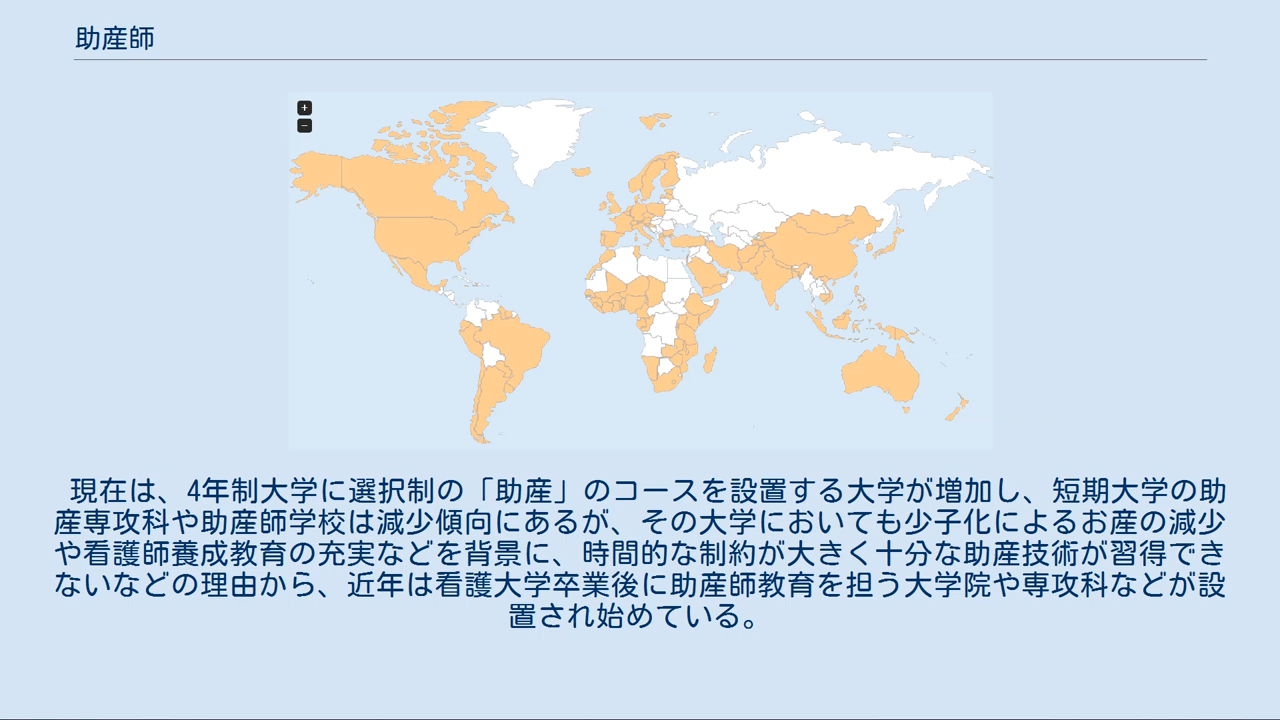 助産師
+
−
現在は、4年制大学に選択制の「助産」のコースを設置する大学が増加し、短期大学の助
産専攻科や助産師学校は減少傾向にあるが、その大学においても少子化によるお産の減少
や看護師養成教育の充実などを背景に、時間的な制約が大きく十分な助産技術が習得でき
ないなどの理由から、近年は看護大学卒業後に助産師教育を担う大学院や専攻科などが設
置され始めている。